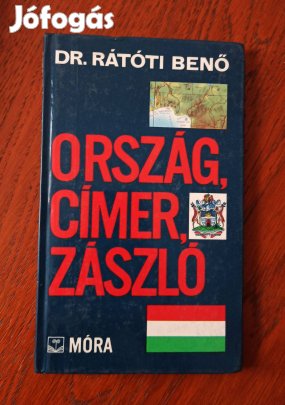 Jófogás
DR. RÁTÓTI BENŐ
ORSZÁG,
CÍMER,
ZÁSZLÓ
MÓRA